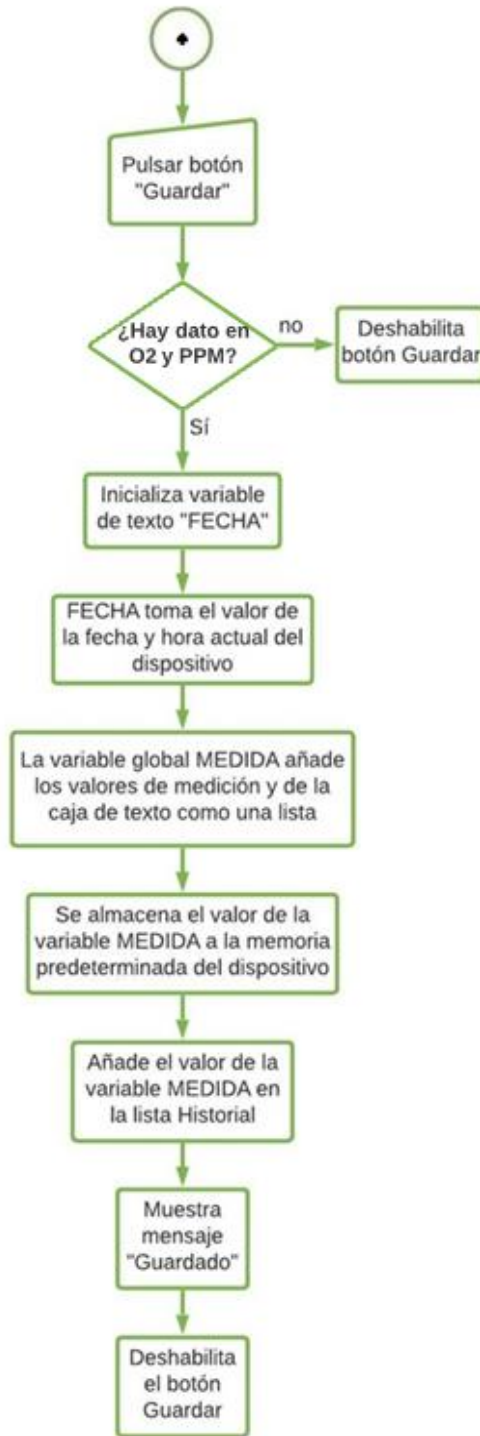 ♠
Pulsar botón
"Guardar"
¿Hay dato en
O2 y PPM?
no
Deshabilita
botón Guardar
Sí
Inicializa variable
de texto "FECHA"
FECHA toma el valor de
la fecha y hora actual del
dispositivo
La variable global MEDIDA añade
los valores de medición y de la
caja de texto como una lista
Se almacena el valor de la
variable MEDIDA a la memoria
predeterminada del dispositivo
Añade el valor de la
variable MEDIDA en
la lista Historial
Muestra
mensaje
"Guardado"
Deshabilita
el botón
Guardar